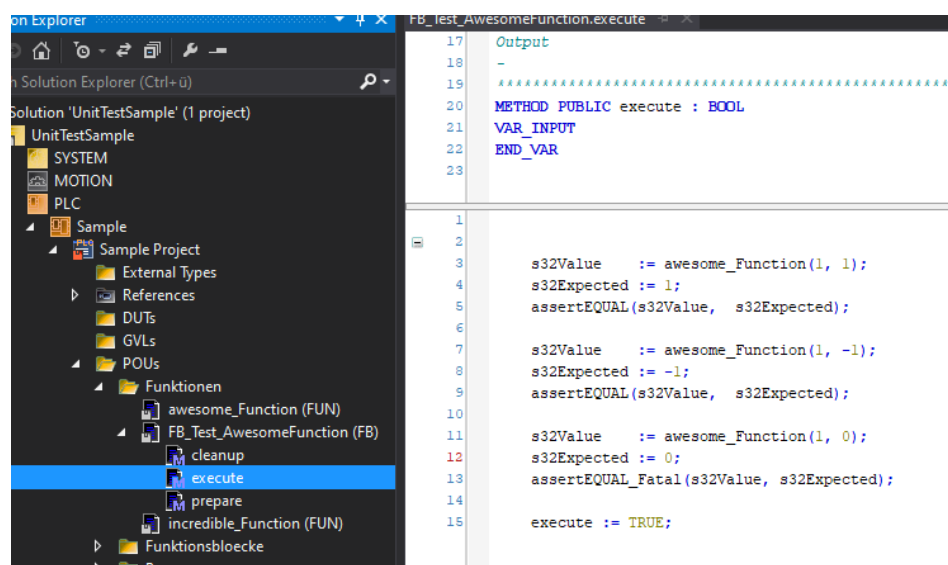 on Explorer
n Solution Explorer (Ctrl+ü)
Solution 'UnitTestSample' (1 project)
UnitTestSample
SYSTEM
MOTION
PLC
Sample
Sample Project
External Types
References
DUTs
GVLs
POUs
Funktionen
awesome_Function (FUN)
FB_Test_AwesomeFunction (FB)
cleanup
execute
prepare
incredible_Function (FUN)
Funktionsbloecke
FB_Test_AwesomeFunction.execute
17 Output
18 -
19 ****************************************************
20 METHOD PUBLIC execute : BOOL
21 VAR_INPUT
22 END_VAR
23
1
2
3 s32Value := awesome_Function(1, 1);
4 s32Expected := 1;
5 assertEQUAL(s32Value, s32Expected);
6
7 s32Value := awesome_Function(1, -1);
8 s32Expected := -1;
9 assertEQUAL(s32Value, s32Expected);
10
11 s32Value := awesome_Function(1, 0);
12 s32Expected := 0;
13 assertEQUAL_Fatal(s32Value, s32Expected);
14
15 execute := TRUE;